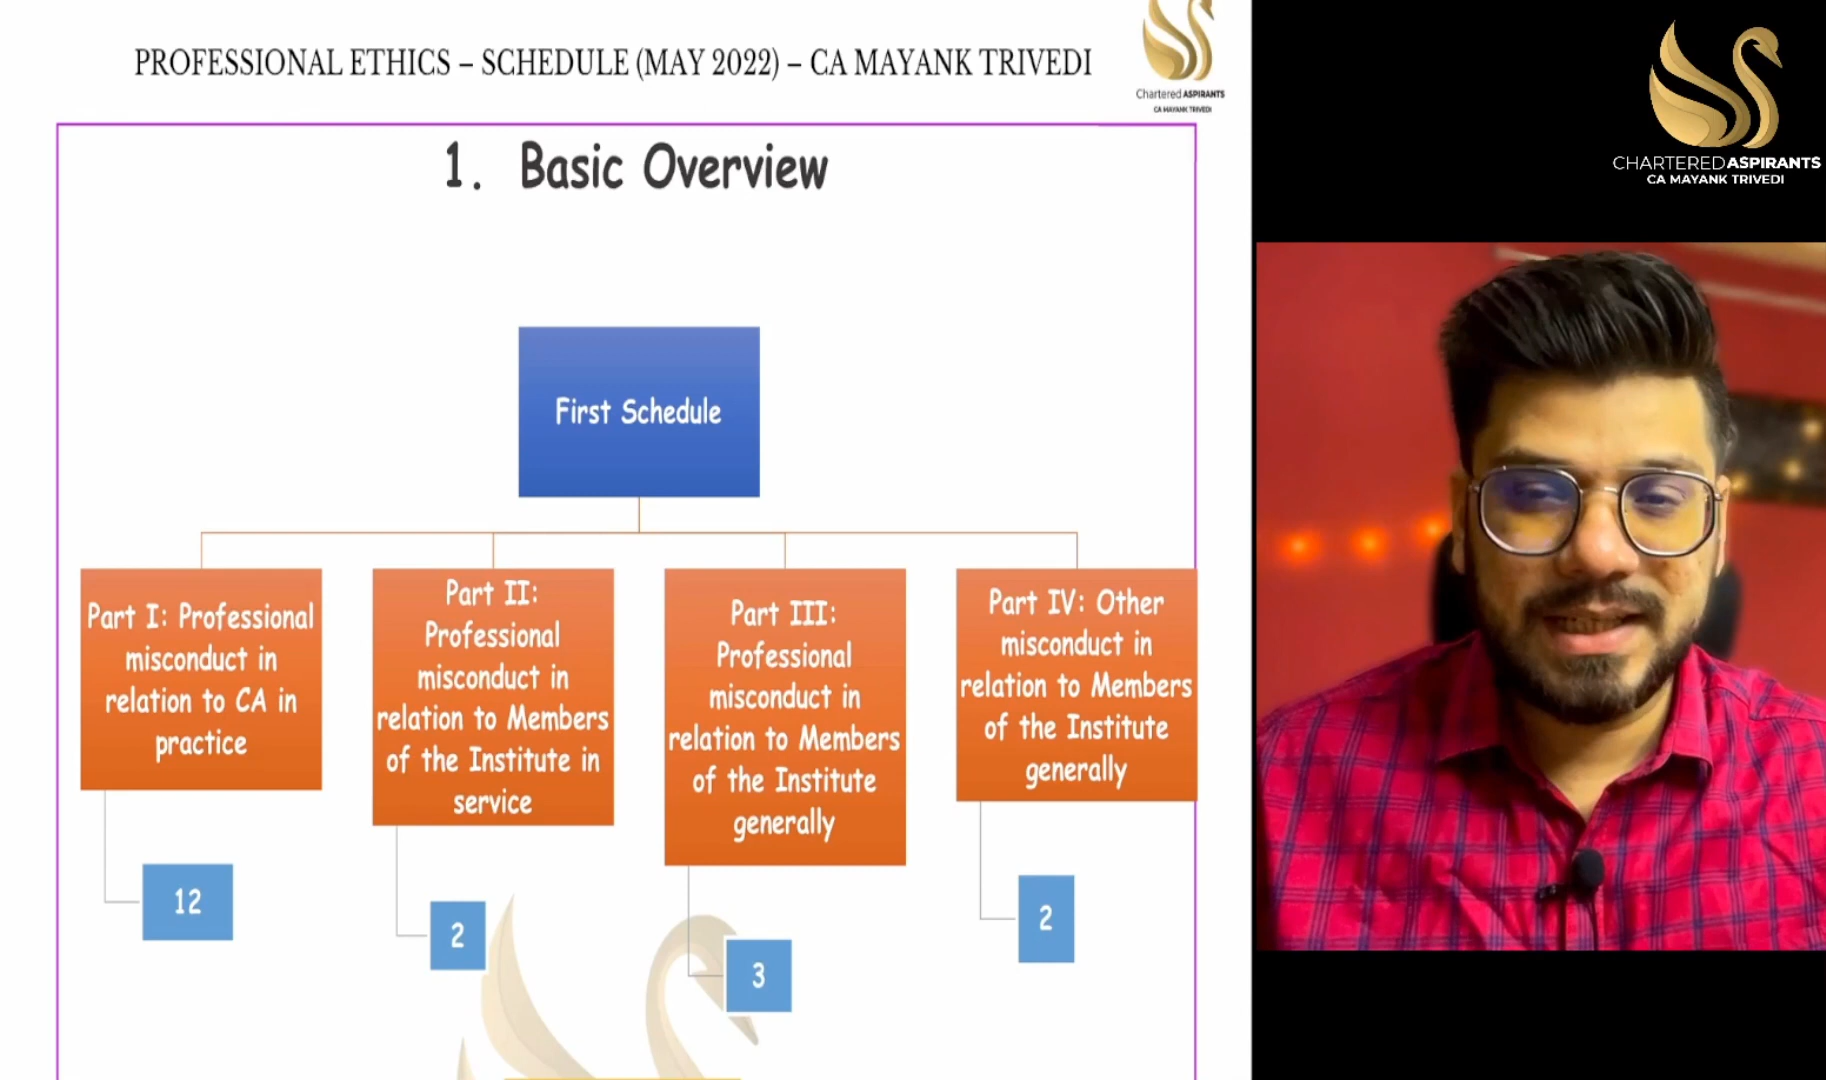 PROFESSIONAL ETHICS – SCHEDULE (MAY 2022) – CA MAYANK TRIVEDI
Chartered ASPIRANTS
CA MAYANK TRIVEDI
CHARTEREDASPIRANTS
CA MAYANK TRIVEDI
1. Basic Overview
First Schedule
Part I: Professional
misconduct in
relation to CA in
practice
12
Part II:
Professional
misconduct in
relation to Members
of the Institute in
service
2
Part III:
Professional
misconduct in
relation to Members
of the Institute
generally
3
Part IV: Other
misconduct in
relation to Members
of the Institute
generally
2